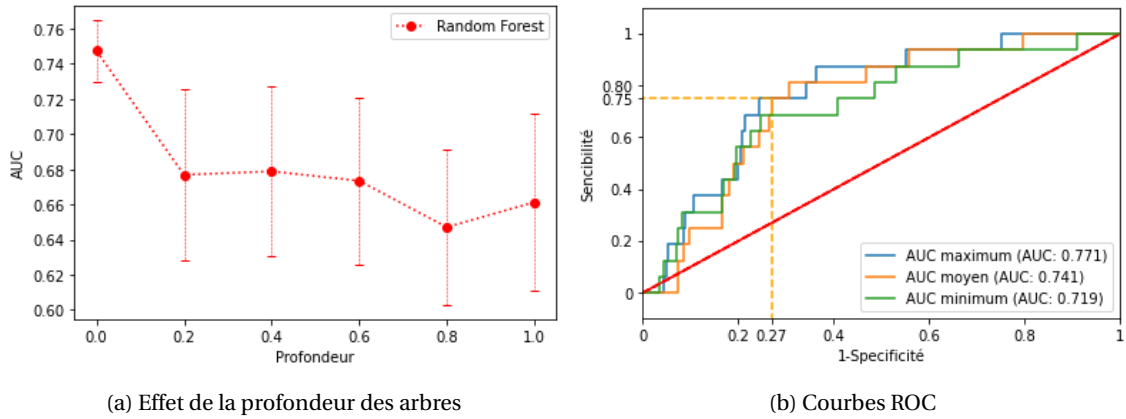 0.76
0.74
0.72
0.70
0.68
0.66
0.64
0.62
0.60
AUC
Random Forest
0.0 0.2 0.4 0.6 0.8 1.0
Profondeur
(a) Effet de la profondeur des arbres
1
0.80
0.75
0.6
0.4
0.2
0
Sencibilité
AUC maximum (AUC: 0.771)
AUC moyen (AUC: 0.741)
AUC minimum (AUC: 0.719)
0 0.2 0.27 0.4 0.6 0.8 1
1-Specificité
(b) Courbes ROC